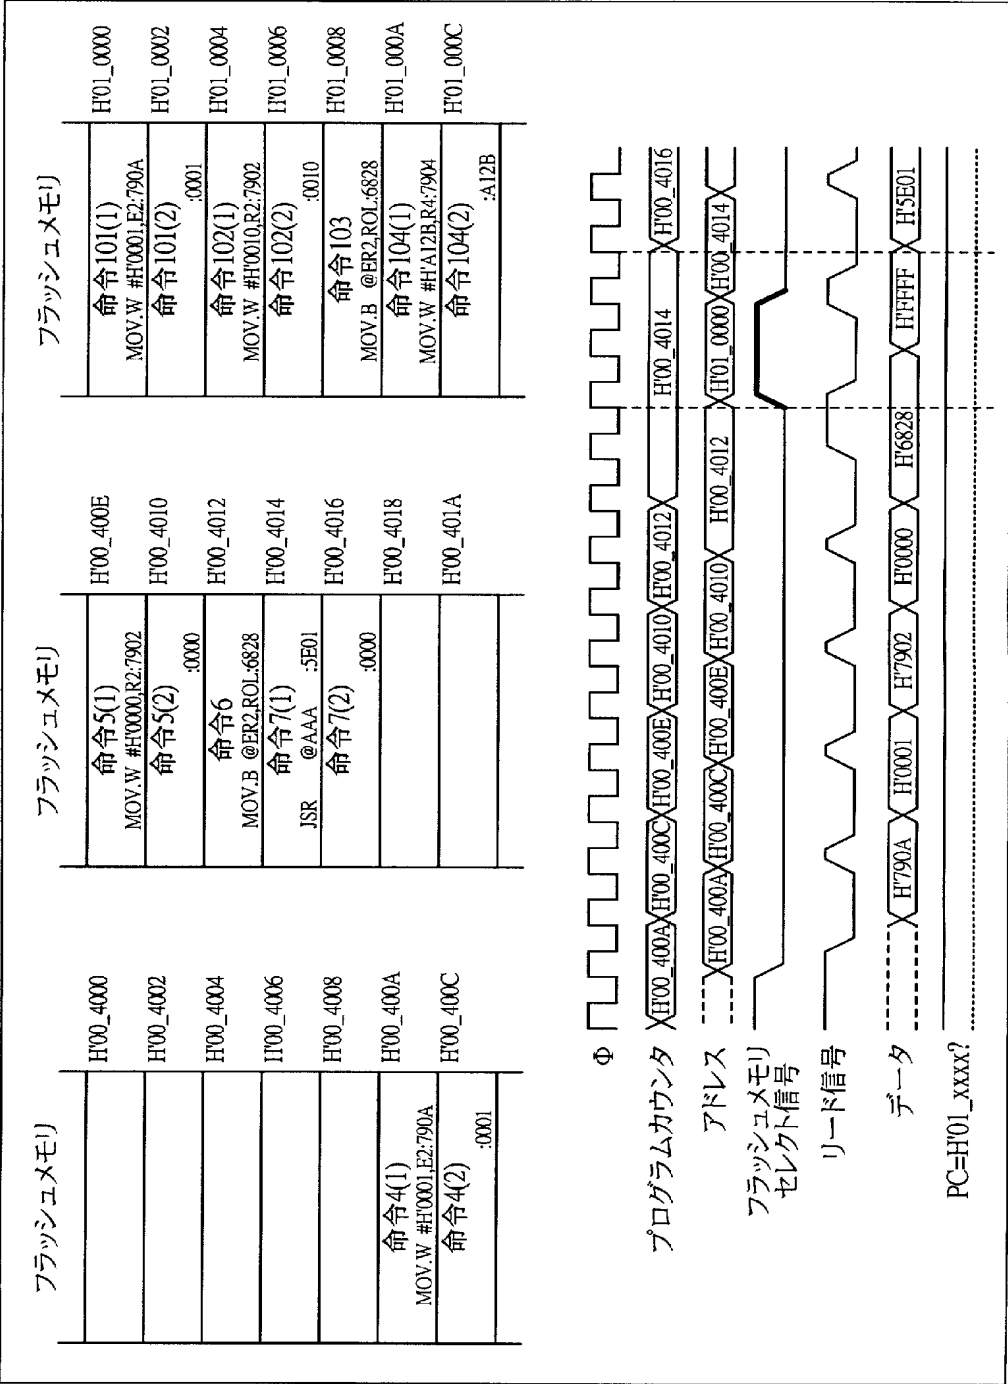 フラッシュメモリ
H'00_4000
H'00_4002
H'00_4004
H'00_4006
H'00_4008
命令4(1)
MOV.W #H'0001,E2:790A
H'00_400A
命令4(2)
:0001
H'00_400C
フラッシュメモリ
命令5(1)
MOV.W #H'0000,R2:7902
H'00_400E
命令5(2)
:0000
H'00_4010
命令6
MOV.B @ER2,ROL:6828
H'00_4012
命令7(1)
JSR @AAA :5E01
H'00_4014
命令7(2)
:0000
H'00_4016
H'00_4018
H'00_401A
フラッシュメモリ
命令101(1)
MOV.W #H'0001,E2:790A
H'01_0000
命令101(2)
:0001
H'01_0002
命令102(1)
MOV.W #H'0010,R2:7902
H'01_0004
命令102(2)
:0010
H'01_0006
命令103
MOV.B @ER2,ROL:6828
H'01_0008
命令104(1)
MOV.W #H'A12B,R4:7904
H'01_000A
命令104(2)
:A12B
H'01_000C
Φ
プログラムカウンタ
H'00_400A H'00_400C H'00_400E H'00_4010 H'00_4012 H'00_4014 H'00_4016
アドレス
H'00_400A H'00_400C H'00_400E H'00_4010 H'00_4012 H'01_0000 H'00_4014
フラッシュメモリ
セレクト信号
リード信号
データ
H'790A H'0001 H'7902 H'0000 H'6828 H'FFFF H'5E01
PC=H'01_xxxx?